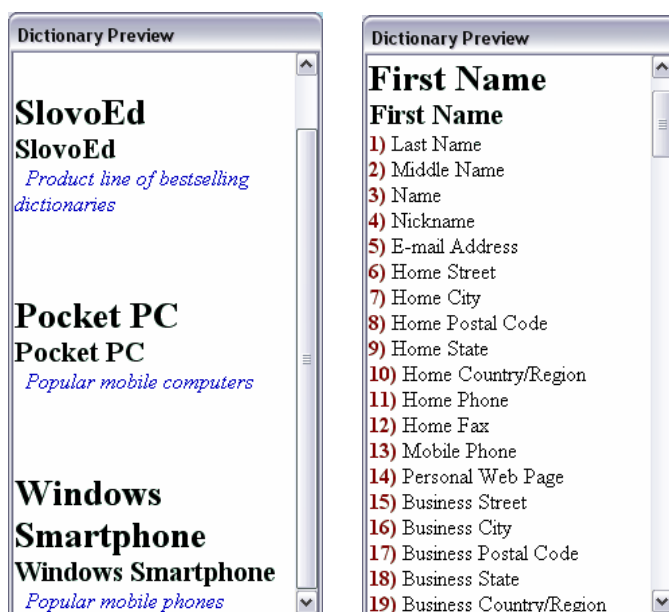 Dictionary Preview
SlovoEd
SlovoEd
Product line of bestselling
dictionaries
Pocket PC
Pocket PC
Popular mobile computers
Windows
Smartphone
Windows Smartphone
Popular mobile phones
Dictionary Preview
First Name
First Name
1) Last Name
2) Middle Name
3) Name
4) Nickname
5) E-mail Address
6) Home Street
7) Home City
8) Home Postal Code
9) Home State
10) Home Country/Region
11) Home Phone
12) Home Fax
13) Mobile Phone
14) Personal Web Page
15) Business Street
16) Business City
17) Business Postal Code
18) Business State
19) Business Country/Region